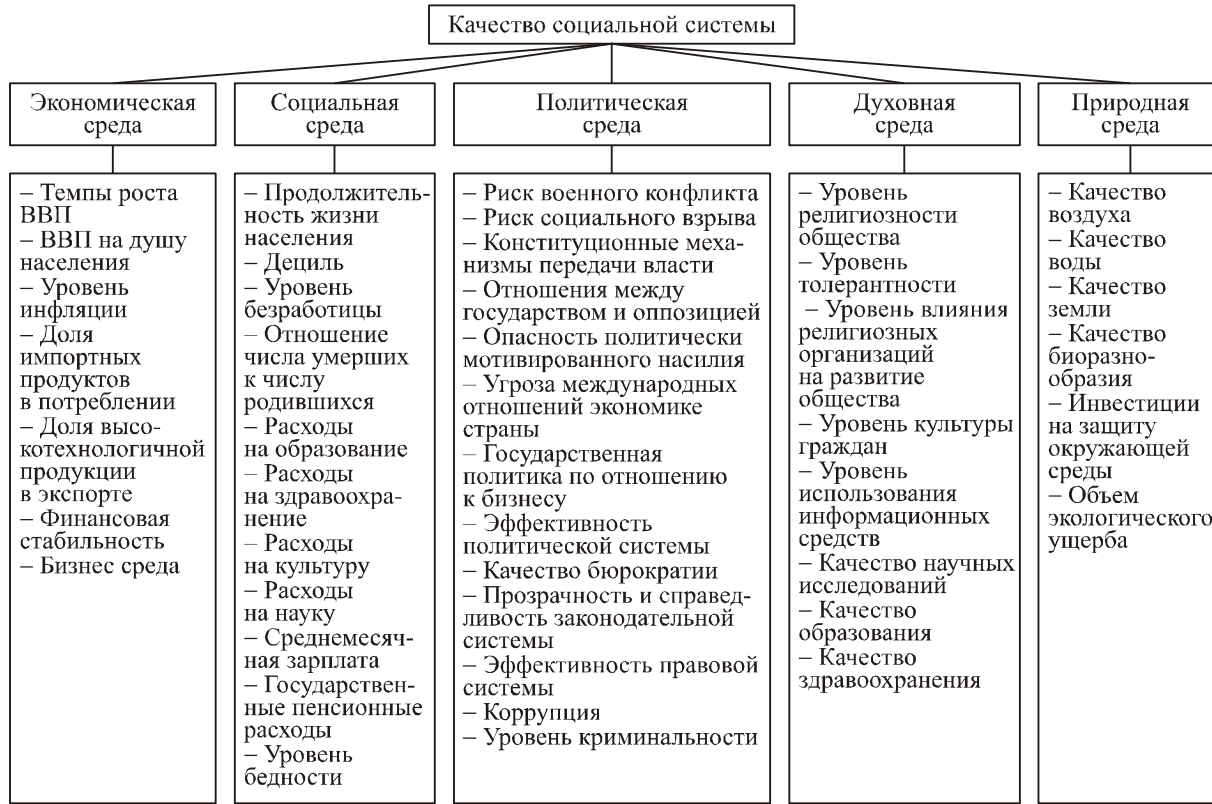 Качество социальной системы
Экономическая
среда
Социальная
среда
Политическая
среда
Духовная
среда
Природная
среда
– Темпы роста
ВВП
– ВВП на душу
населения
– Уровень
инфляции
– Доля
импортных
продуктов
в потреблении
– Доля высо-
котехнологичной
продукции
в экспорте
– Финансовая
стабильность
– Бизнес среда
– Продолжитель-
ность жизни
населения
– Дециль
– Уровень
безработицы
– Отношение
числа умерших
к числу
родившихся
– Расходы
на образование
– Расходы
на здравоохра-
нение
– Расходы
на культуру
– Расходы
на науку
– Среднемесяч-
ная зарплата
– Государствен-
ные пенсионные
расходы
– Уровень
бедности
– Риск военного конфликта
– Риск социального взрыва
– Конституционные меха-
низмы передачи власти
– Отношения между
государством и оппозицией
– Опасность политически
мотивированного насилия
– Угроза международных
отношений экономике
страны
– Государственная
политика по отношению
к бизнесу
– Эффективность
политической системы
– Качество бюрократии
– Прозрачность и справед-
ливость законодательной
системы
– Эффективность правовой
системы
– Коррупция
– Уровень криминальности
– Уровень
религиозности
общества
– Уровень
толерантности
– Уровень влияния
религиозных
организаций
на развитие
общества
– Уровень культуры
граждан
– Уровень
использования
информационных
средств
– Качество научных
исследований
– Качество
образования
– Качество
здравоохранения
– Качество
воздуха
– Качество
воды
– Качество
земли
– Качество
биоразно-
образия
– Инвестиции
на защиту
окружающей
среды
– Объем
экологического
ущерба